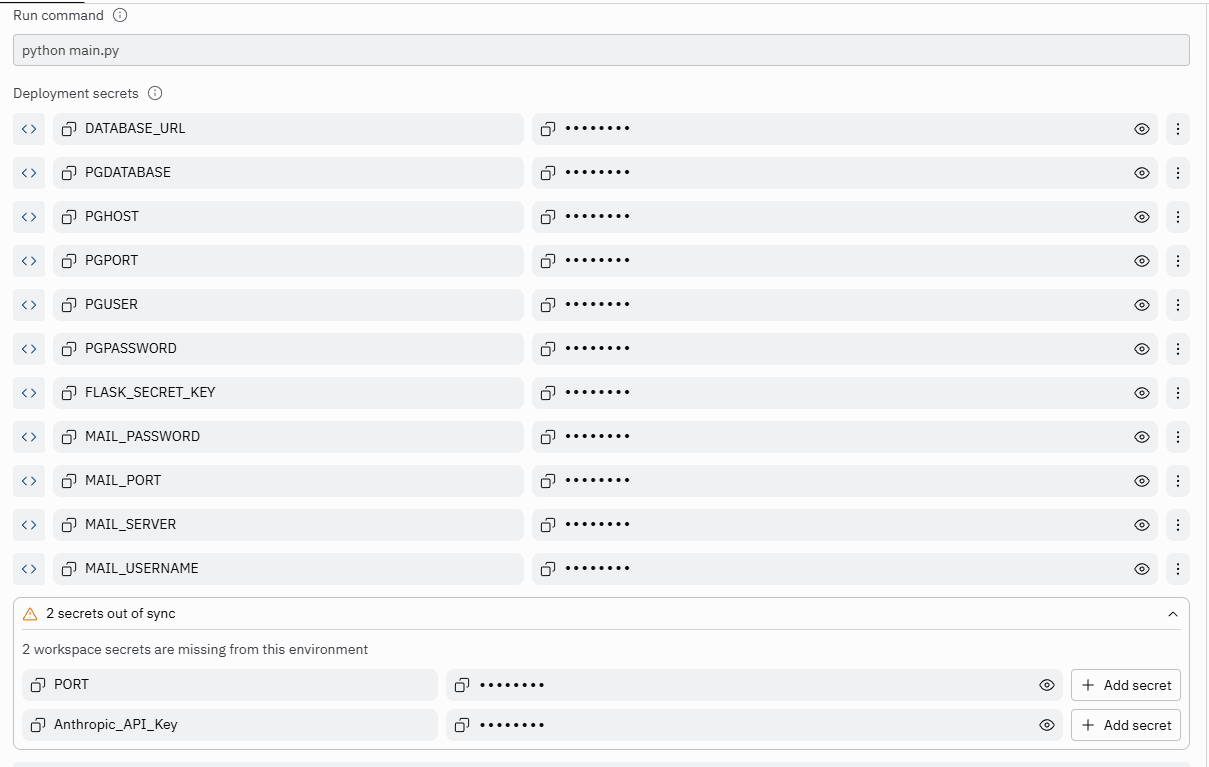 Run command
python main.py
Deployment secrets
DATABASE_URL ••••••••
PGDATABASE ••••••••
PGHOST ••••••••
PGPORT ••••••••
PGUSER ••••••••
PGPASSWORD ••••••••
FLASK_SECRET_KEY ••••••••
MAIL_PASSWORD ••••••••
MAIL_PORT ••••••••
MAIL_SERVER ••••••••
MAIL_USERNAME ••••••••
2 secrets out of sync
2 workspace secrets are missing from this environment
PORT •••••••• + Add secret
Anthropic_API_Key •••••••• + Add secret